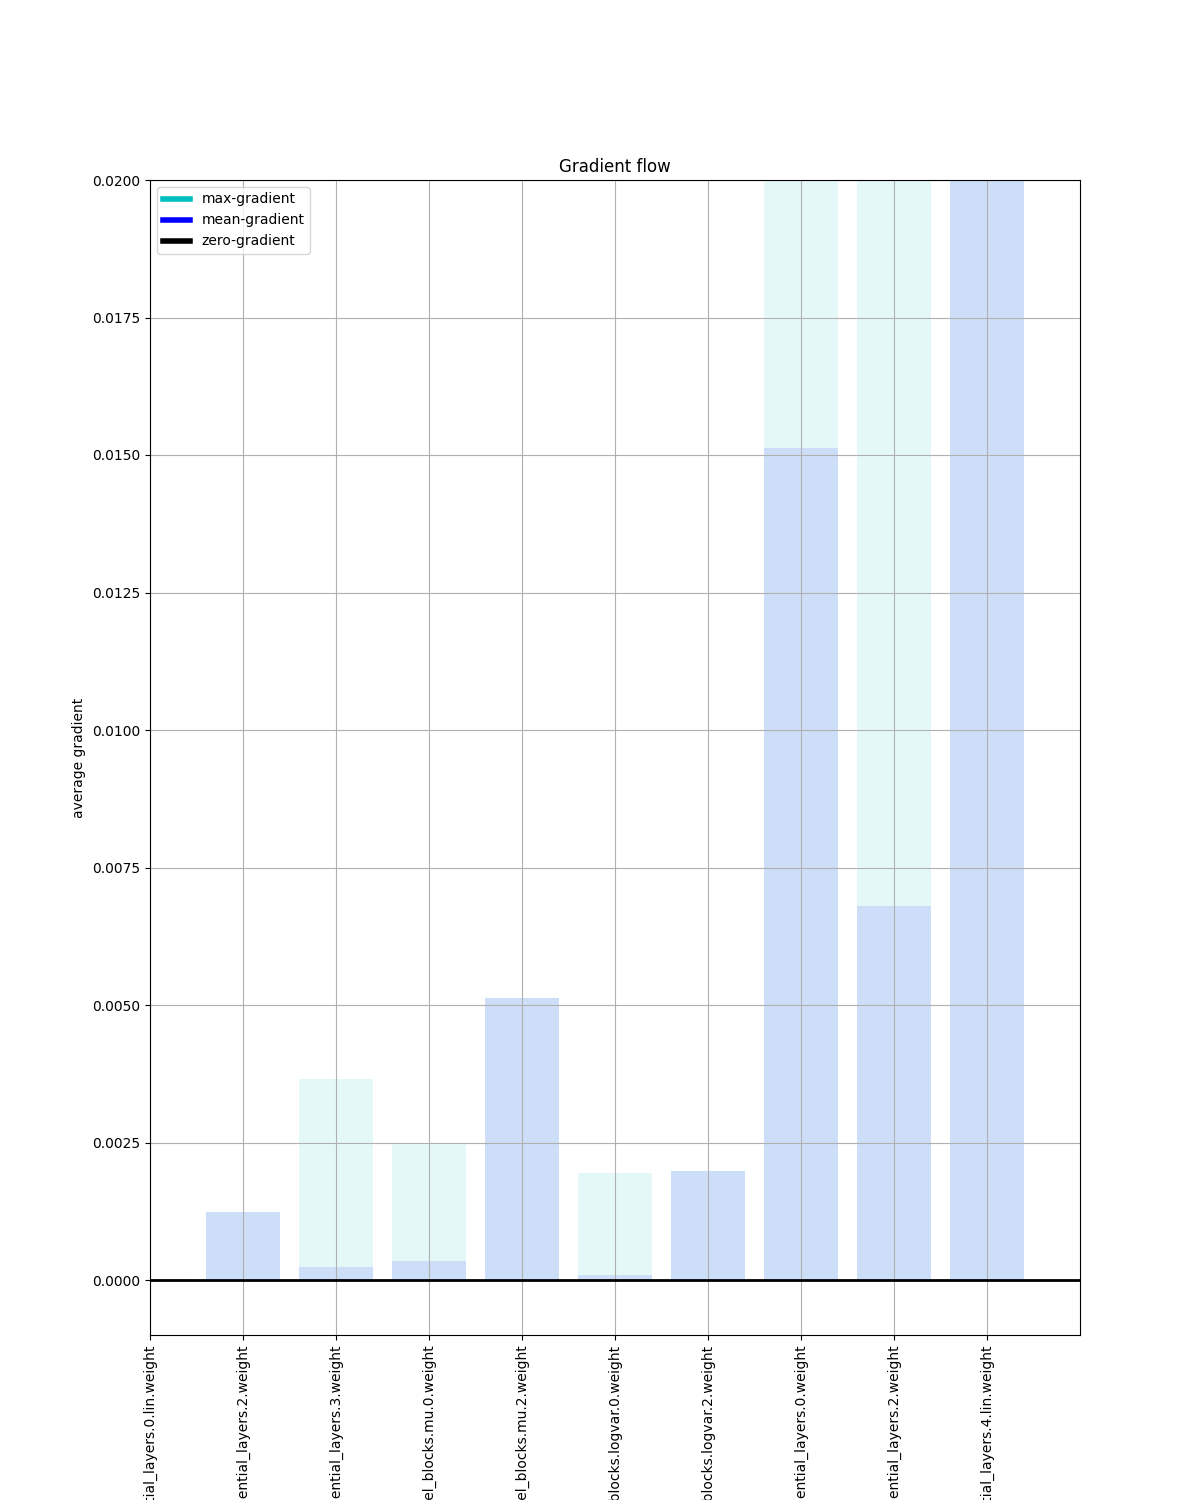 Gradient flow
max-gradient
mean-gradient
zero-gradient
0.0200
0.0175
0.0150
0.0125
0.0100
0.0075
0.0050
0.0025
0.0000
average gradient
tial_layers.0.lin.weight
ential_layers.2.weight
ential_layers.3.weight
el_blocks.mu.0.weight
el_blocks.mu.2.weight
blocks.logvar.0.weight
blocks.logvar.2.weight
ential_layers.0.weight
ential_layers.2.weight
tial_layers.4.lin.weight